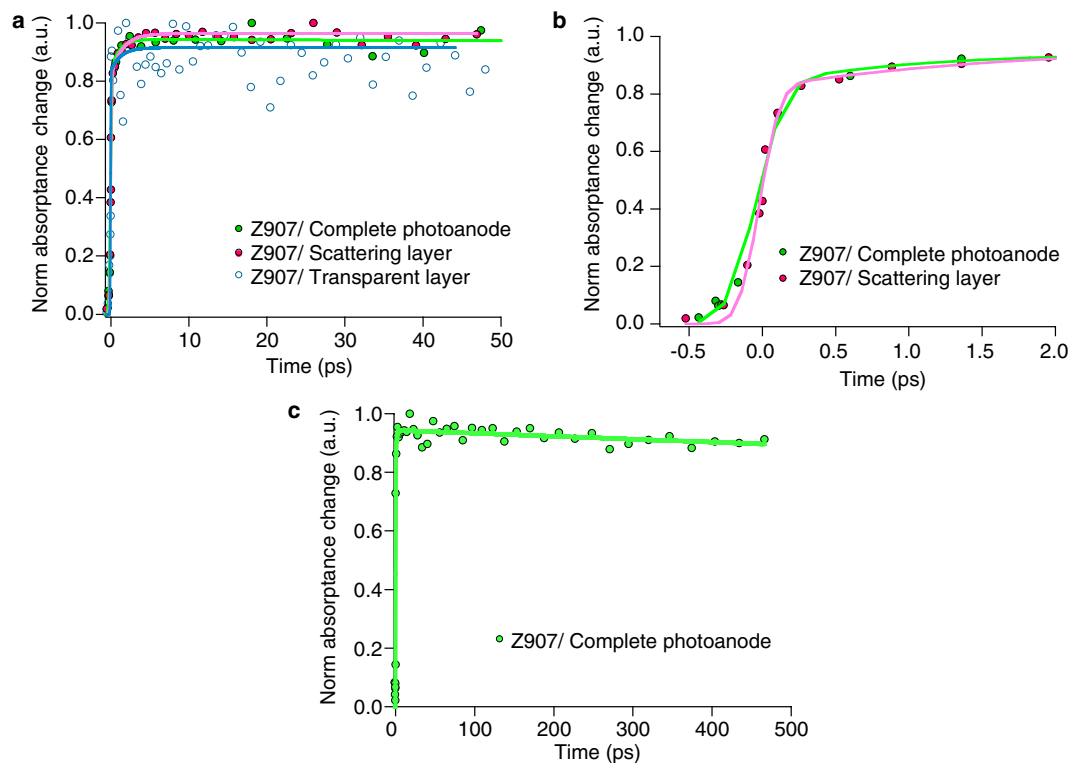 a
Norm absorptance change (a.u.)
1.0
0.8
0.6
0.4
0.2
0.0
Z907/ Complete photoanode
Z907/ Scattering layer
Z907/ Transparent layer
0 10 20 30 40 50
Time (ps)
b
Norm absorptance change (a.u.)
1.0
0.8
0.6
0.4
0.2
0.0
Z907/ Complete photoanode
Z907/ Scattering layer
-0.5 0.0 0.5 1.0 1.5 2.0
Time (ps)
c
Norm absorptance change (a.u.)
1.0
0.8
0.6
0.4
0.2
0.0
Z907/ Complete photoanode
0 100 200 300 400 500
Time (ps)